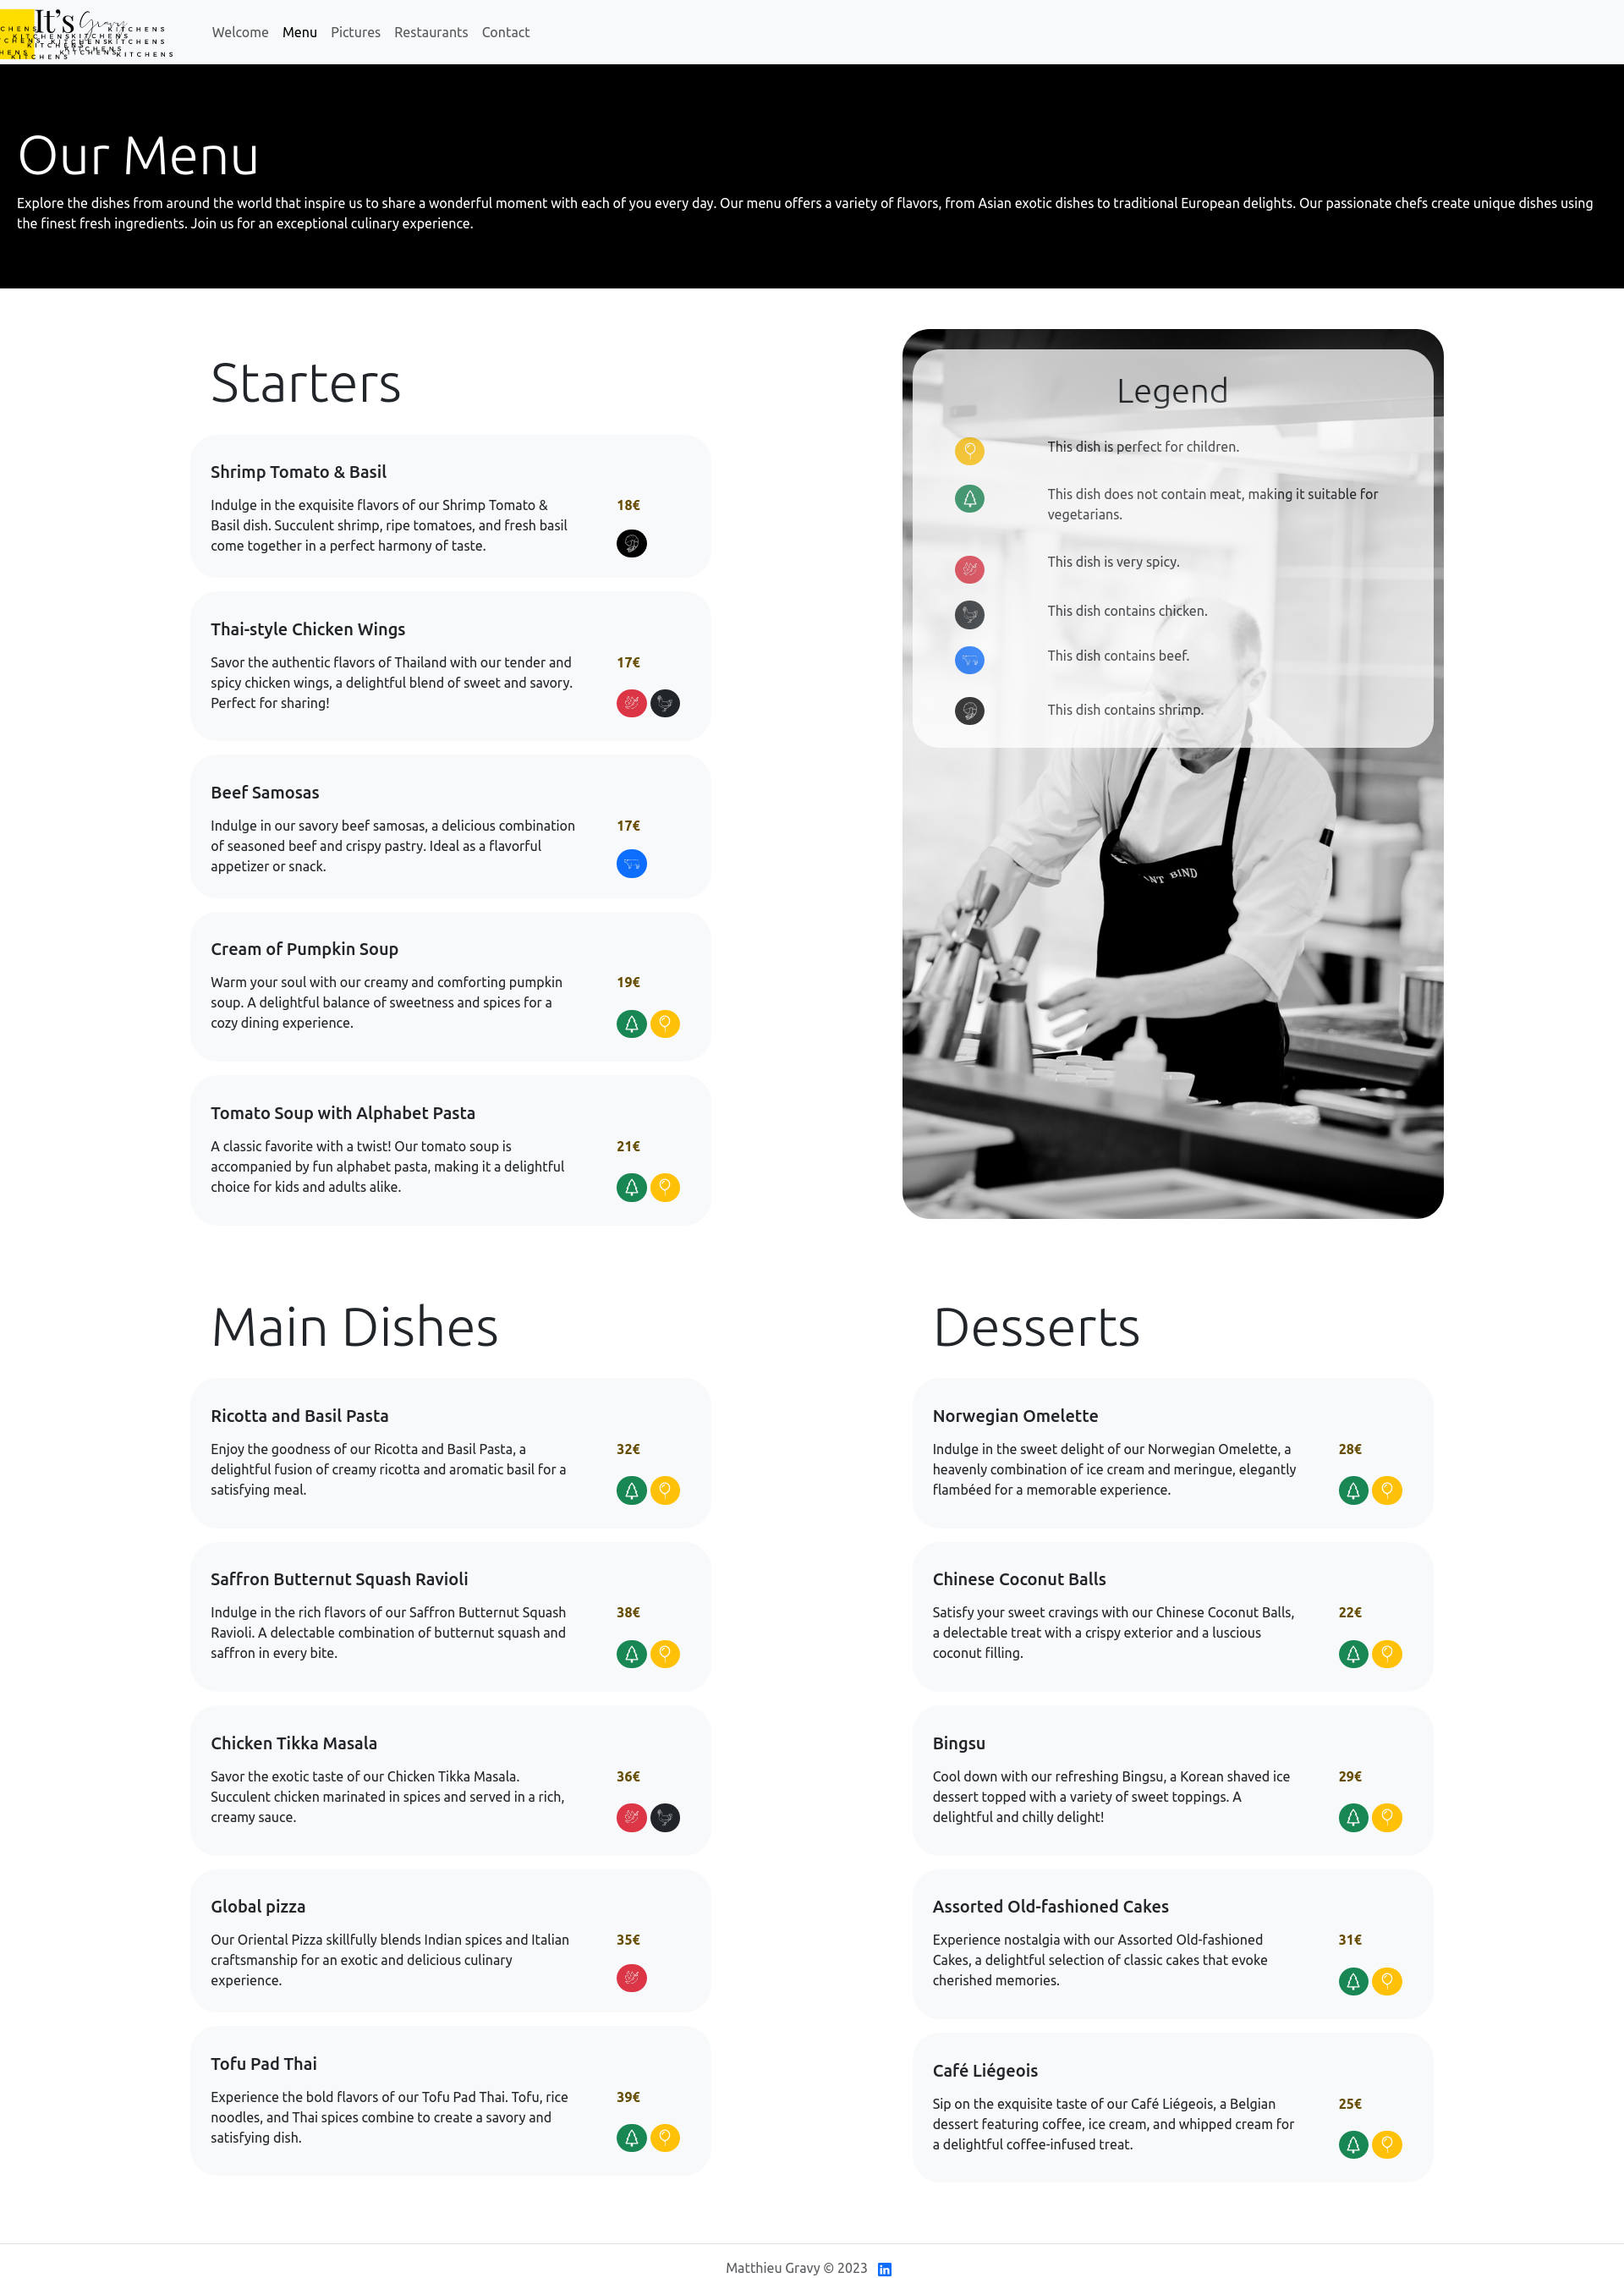 It's Gravy
KITCHENS
Welcome Menu Pictures Restaurants Contact
Our Menu
Explore the dishes from around the world that inspire us to share a wonderful moment with each of you every day. Our menu offers a variety of flavors, from Asian exotic dishes to traditional European delights. Our passionate chefs create unique dishes using
the finest fresh ingredients. Join us for an exceptional culinary experience.
Starters
Shrimp Tomato & Basil
Indulge in the exquisite flavors of our Shrimp Tomato &
Basil dish. Succulent shrimp, ripe tomatoes, and fresh basil
come together in a perfect harmony of taste.
18€
Thai-style Chicken Wings
Savor the authentic flavors of Thailand with our tender and
spicy chicken wings, a delightful blend of sweet and savory.
Perfect for sharing!
17€
Beef Samosas
Indulge in our savory beef samosas, a delicious combination
of seasoned beef and crispy pastry. Ideal as a flavorful
appetizer or snack.
17€
Cream of Pumpkin Soup
Warm your soul with our creamy and comforting pumpkin
soup. A delightful balance of sweetness and spices for a
cozy dining experience.
19€
Tomato Soup with Alphabet Pasta
A classic favorite with a twist! Our tomato soup is
accompanied by fun alphabet pasta, making it a delightful
choice for kids and adults alike.
21€
Legend
This dish is perfect for children.
This dish does not contain meat, making it suitable for
vegetarians.
This dish is very spicy.
This dish contains chicken.
This dish contains beef.
This dish contains shrimp.
BIND
Main Dishes
Ricotta and Basil Pasta
Enjoy the goodness of our Ricotta and Basil Pasta, a
delightful fusion of creamy ricotta and aromatic basil for a
satisfying meal.
32€
Saffron Butternut Squash Ravioli
Indulge in the rich flavors of our Saffron Butternut Squash
Ravioli. A delectable combination of butternut squash and
saffron in every bite.
38€
Chicken Tikka Masala
Savor the exotic taste of our Chicken Tikka Masala.
Succulent chicken marinated in spices and served in a rich,
creamy sauce.
36€
Global pizza
Our Oriental Pizza skillfully blends Indian spices and Italian
craftsmanship for an exotic and delicious culinary
experience.
35€
Tofu Pad Thai
Experience the bold flavors of our Tofu Pad Thai. Tofu, rice
noodles, and Thai spices combine to create a savory and
satisfying dish.
39€
Desserts
Norwegian Omelette
Indulge in the sweet delight of our Norwegian Omelette, a
heavenly combination of ice cream and meringue, elegantly
flambéed for a memorable experience.
28€
Chinese Coconut Balls
Satisfy your sweet cravings with our Chinese Coconut Balls,
a delectable treat with a crispy exterior and a luscious
coconut filling.
22€
Bingsu
Cool down with our refreshing Bingsu, a Korean shaved ice
dessert topped with a variety of sweet toppings. A
delightful and chilly delight!
29€
Assorted Old-fashioned Cakes
Experience nostalgia with our Assorted Old-fashioned
Cakes, a delightful selection of classic cakes that evoke
cherished memories.
31€
Café Liégeois
Sip on the exquisite taste of our Café Liégeois, a Belgian
dessert featuring coffee, ice cream, and whipped cream for
a delightful coffee-infused treat.
25€
Matthieu Gravy © 2023 in